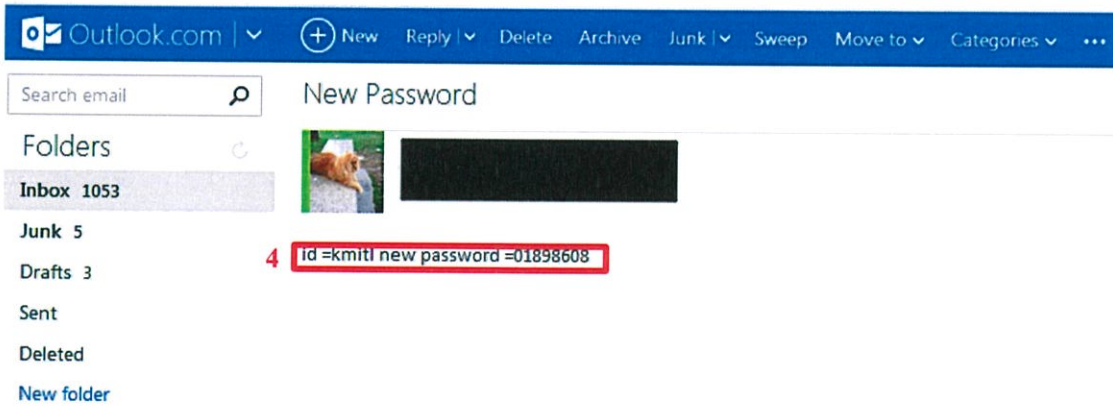 Outlook.com
New Reply Delete Archive Junk Sweep Move to Categories •••
Search email
New Password
Folders
Inbox 1053
Junk 5
Drafts 3
Sent
Deleted
New folder
4 id =kmitl new password =01898608